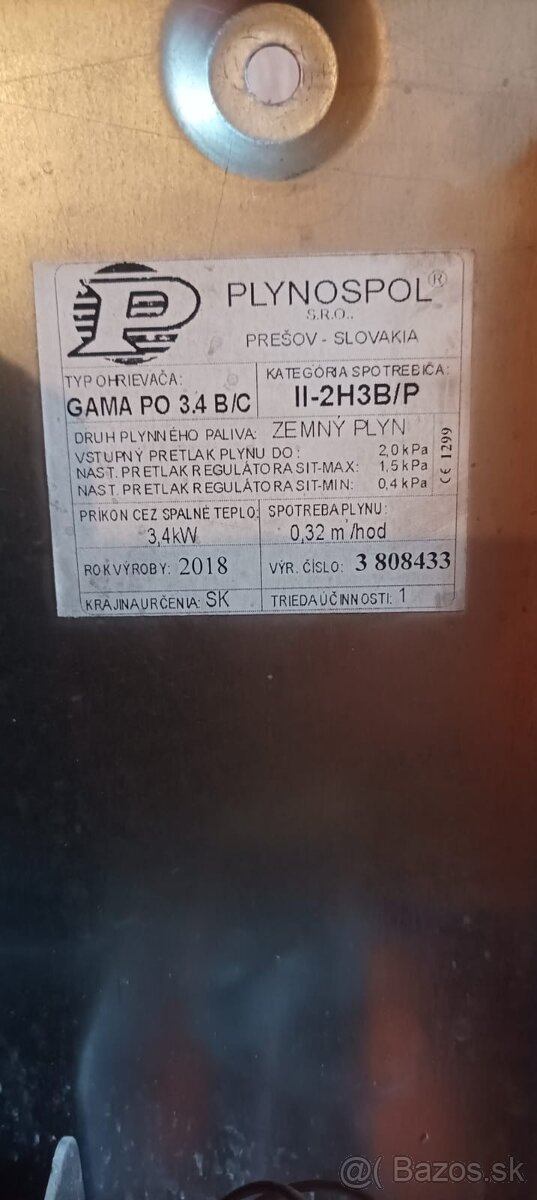 P PLYNOSPOL®
S.R.O..
PREŠOV - SLOVAKIA
TYP OHRIEVAČA:
GAMA PO 3.4 B/C
KATEGÓRIA SPOTREBIČA:
II-2H3B/P
DRUH PLYNNÉHO PALIVA: ZEMNÝ PLYN
VSTUPNÝ PRETLAK PLYNU DO: 2,0 kPa
NAST. PRETLAK REGULÁTORA SIT-MAX: 1,5 kPa
NAST. PRETLAK REGULÁTORA SIT-MIN: 0,4 kPa
CE 1299
PRÍKON CEZ SPALNÉ TEPLO:
3,4kW
SPOTREBA PLYNU:
0,32 m³/hod
ROK VÝROBY: 2018
VÝR. ČÍSLO: 3 808433
KRAJINA URČENIA: SK
TRIEDA ÚČINNOSTI: 1
@( Bazos.sk